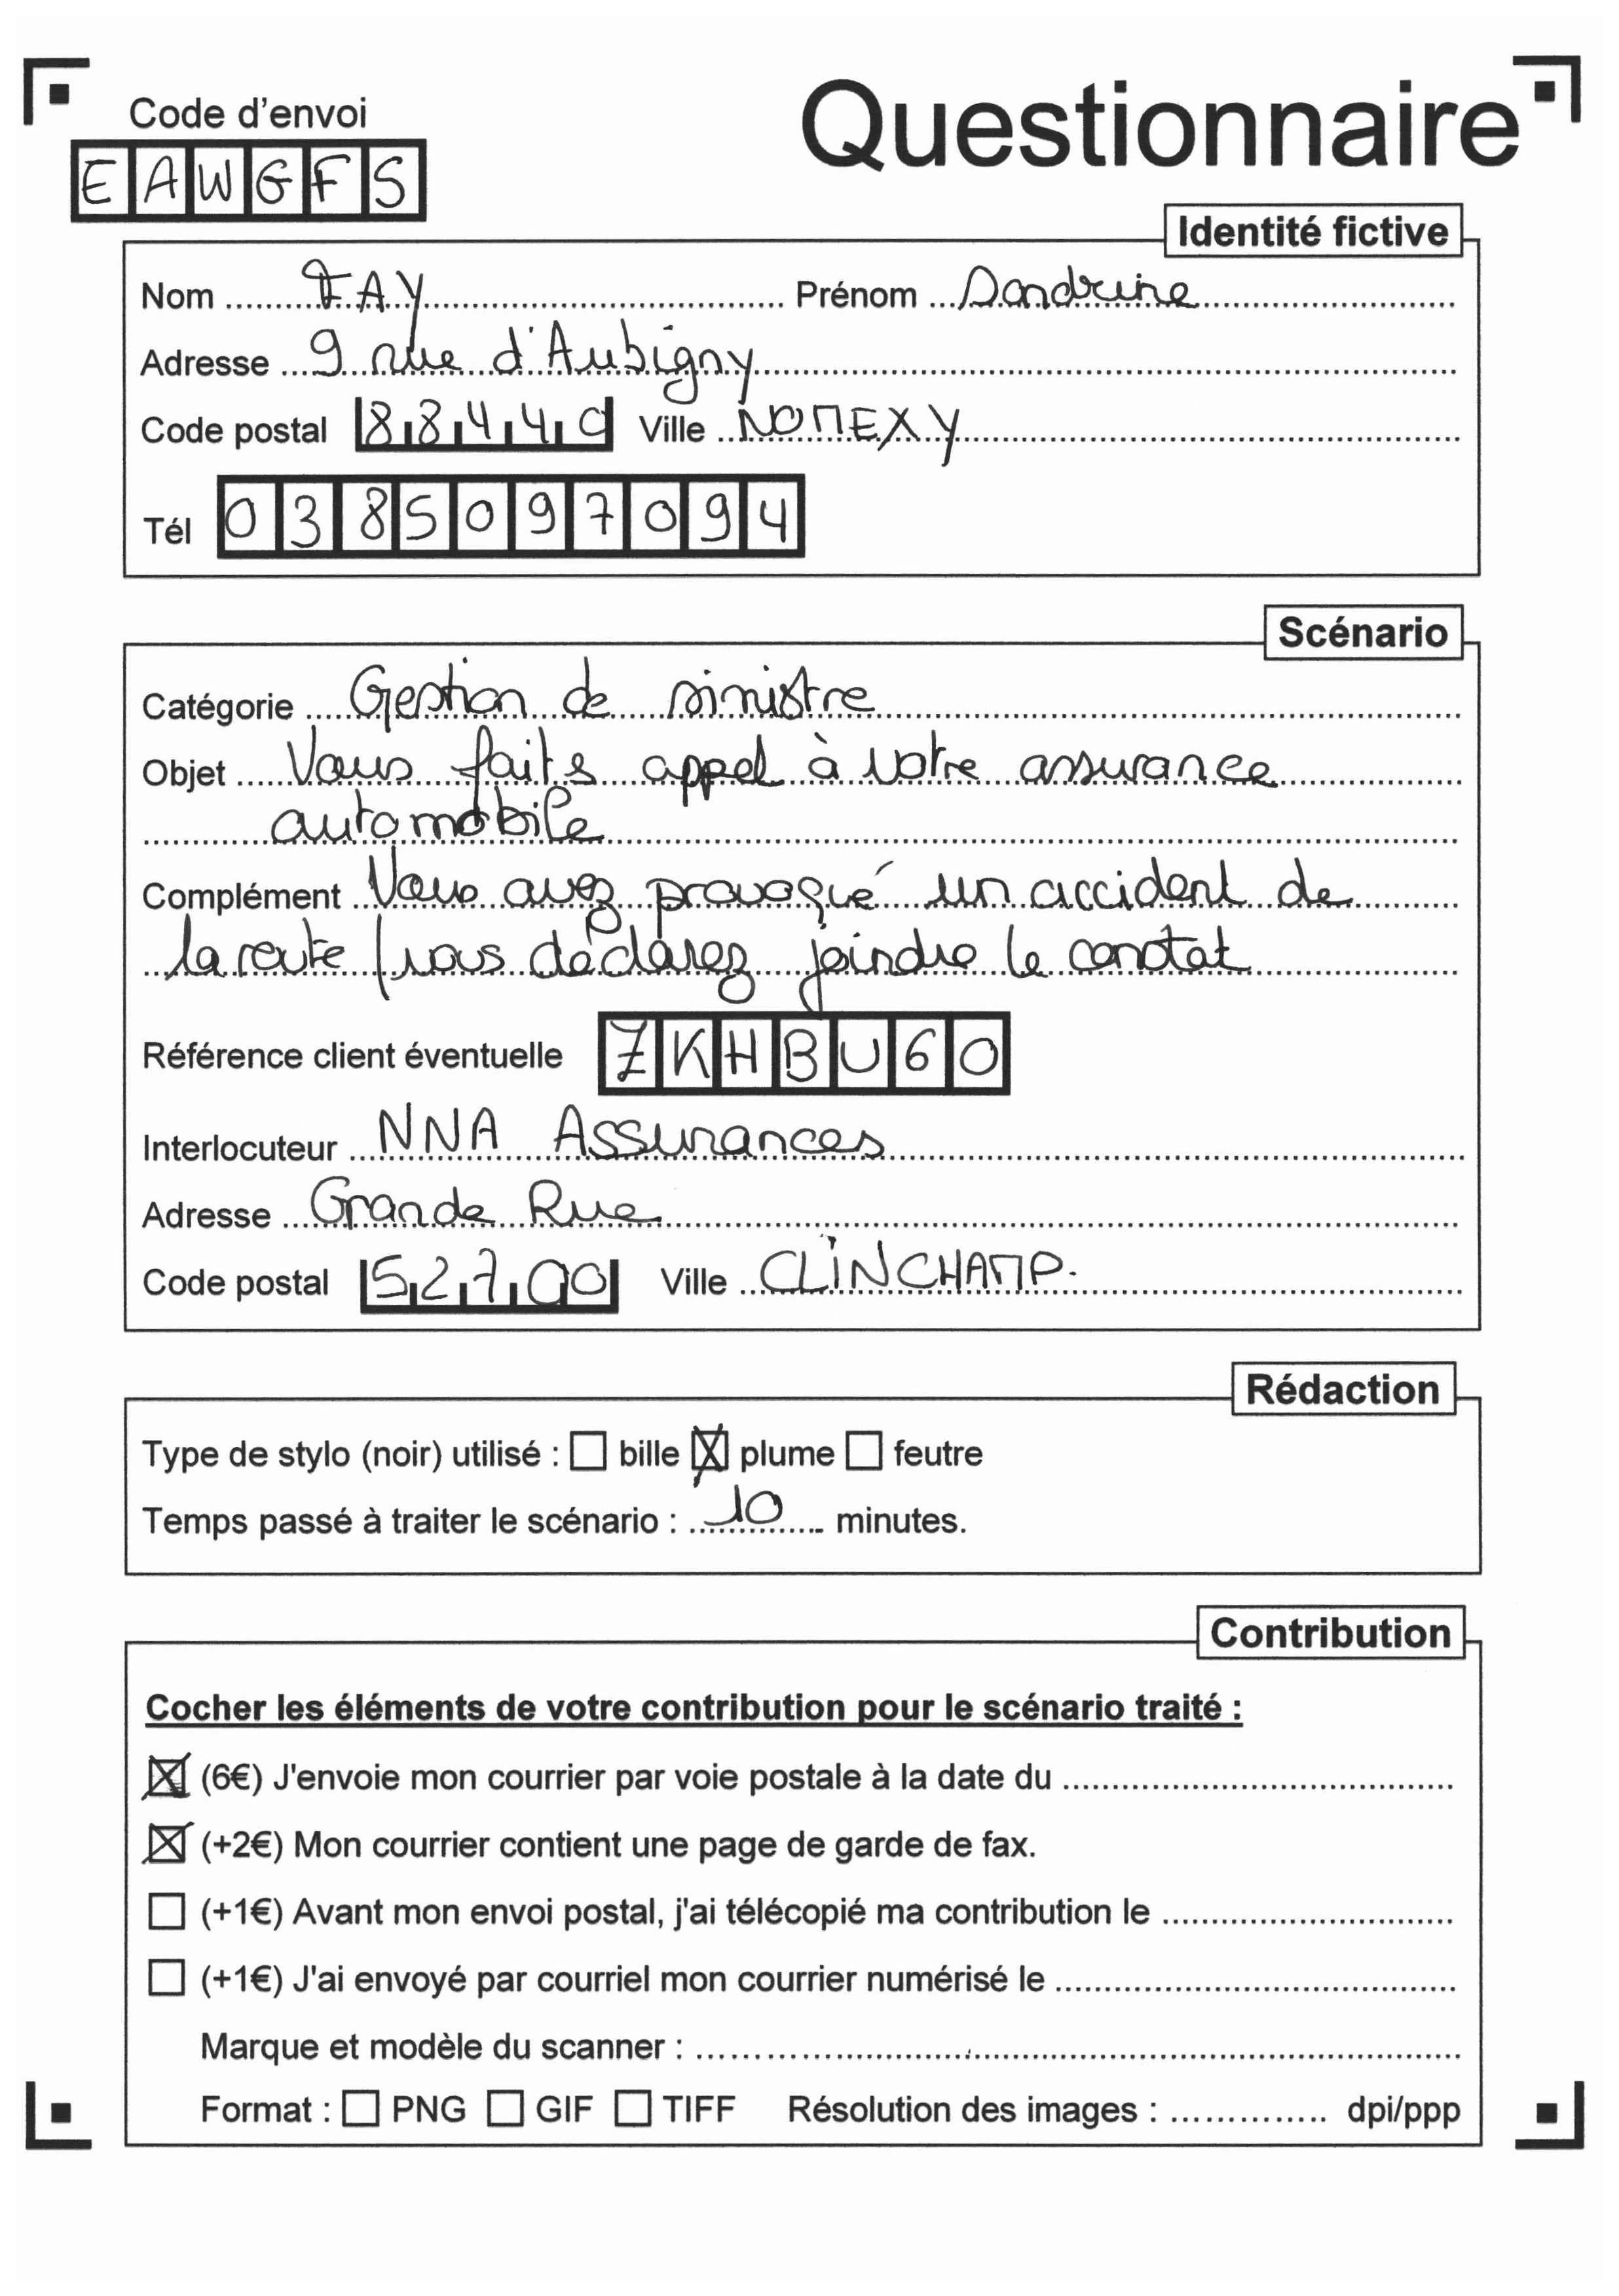 Code d'envoi
Questionnaire
EAWGFS
Identité fictive
Nom FAY Prénom Sandrine
Adresse 9 rue d'Aubigny
Code postal 88440 Ville NOMEXY
Tél 0385097094
Scénario
Catégorie Gestion de sinistre
Objet Vous faits appel à votre assurance
automobile
Complément Vous avez provoqué un accident de
la route (vous déclarez joindre le constat
Référence client éventuelle ZKHBU60
Interlocuteur NNA Assurances
Adresse Grande Rue
Code postal 52700 Ville CLINCHAMP.
Rédaction
Type de stylo (noir) utilisé : bille plume feutre
Temps passé à traiter le scénario : 10 minutes.
Contribution
Cocher les éléments de votre contribution pour le scénario traité :
(6€) J'envoie mon courrier par voie postale à la date du
(+2€) Mon courrier contient une page de garde de fax.
(+1€) Avant mon envoi postal, j'ai télécopié ma contribution le
(+1€) J'ai envoyé par courriel mon courrier numérisé le
Marque et modèle du scanner :
Format : PNG GIF TIFF Résolution des images : dpi/ppp